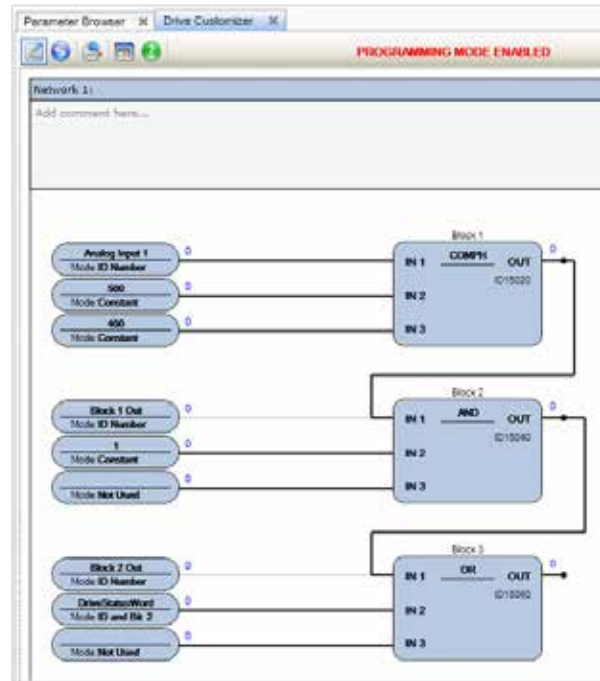 Parameter Browser Drive Customizer
PROGRAMMING MODE ENABLED
Network 1:
Add comment here...
Block 1
Analog Input 1 0 IN 1 COMPH OUT 0
Mode ID Number
ID15020
500 0 IN 2
Mode Constant
400 0 IN 3
Mode Constant
Block 2
Block 1 Out 0 IN 1 AND OUT 0
Mode ID Number
ID15040
1 0 IN 2
Mode Constant
0 IN 3
Mode Not Used
Block 3
Block 2 Out 0 IN 1 OR OUT 0
Mode ID Number
ID15060
DriveStatusWord 0 IN 2
Mode ID and Bit 2
0 IN 3
Mode Not Used